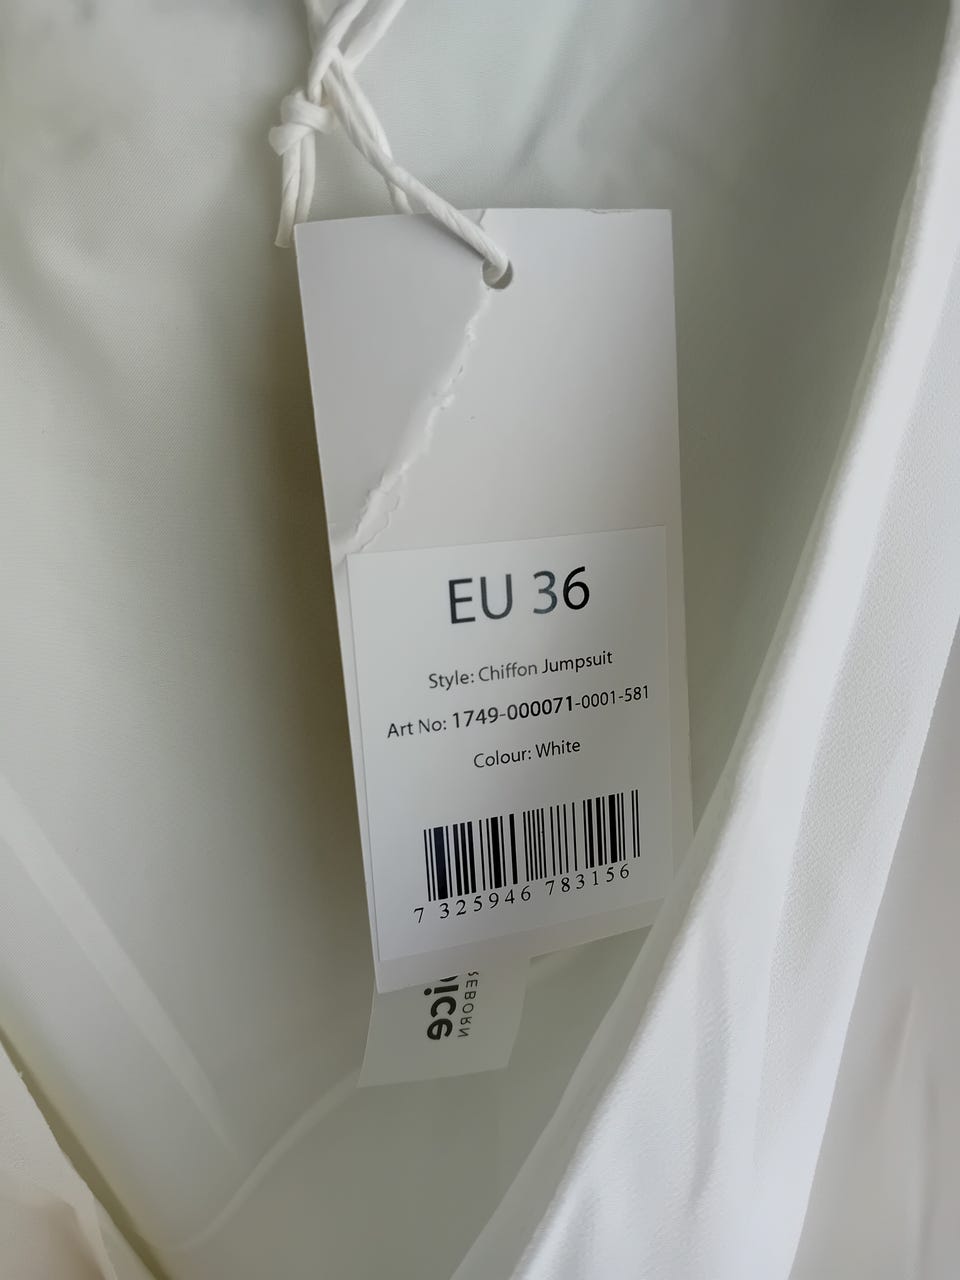 EU 36
Style: Chiffon Jumpsuit
Art No: 1749-000071-0001-581
Colour: White
7 325946 783156